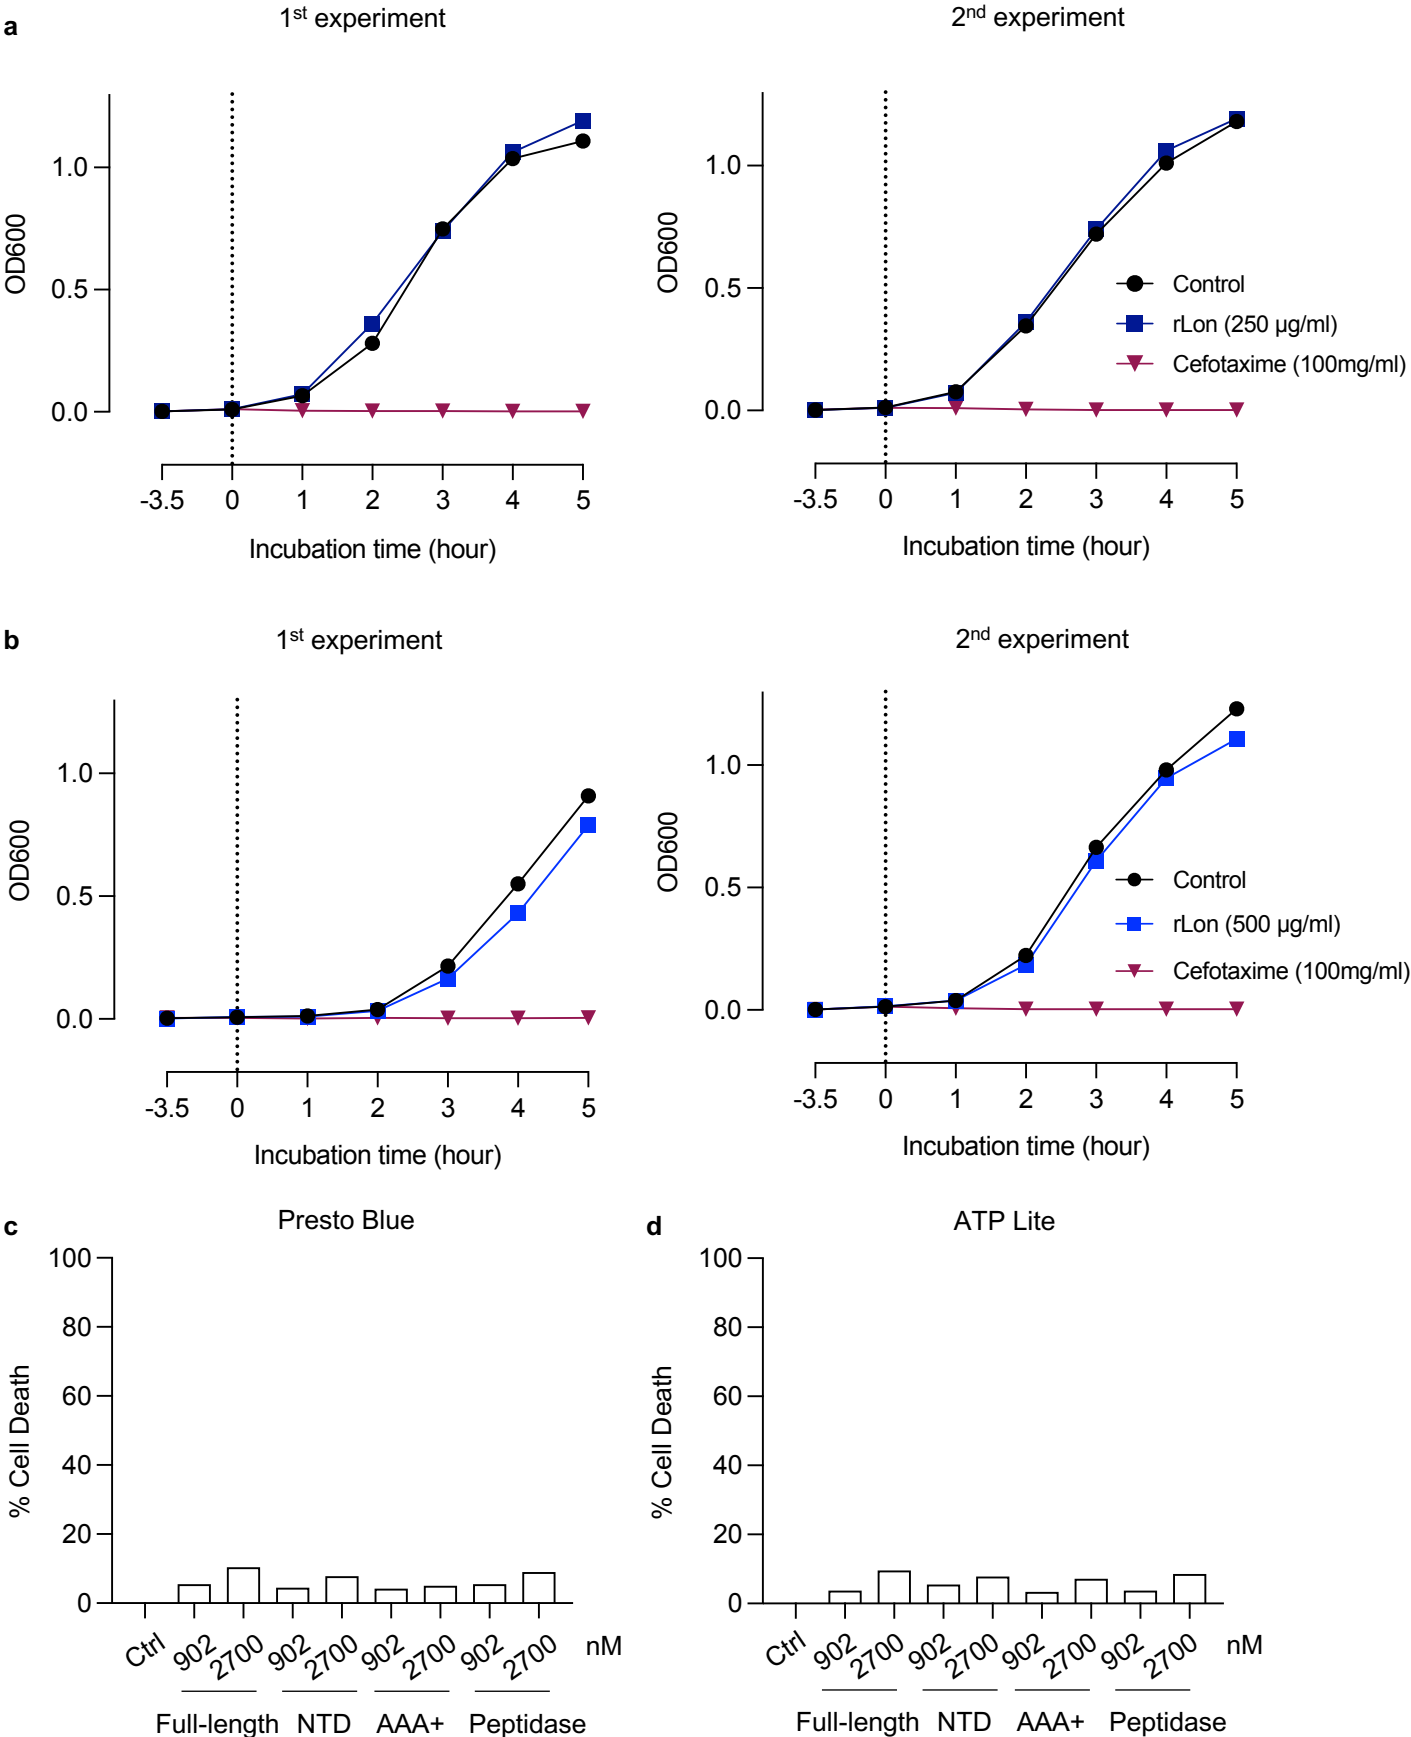 a
1st experiment
2nd experiment
OD600
1.0
0.5
0.0
-3.5 0 1 2 3 4 5
Incubation time (hour)
OD600
1.0
0.5
0.0
Control
rLon (250 µg/ml)
Cefotaxime (100mg/ml)
-3.5 0 1 2 3 4 5
Incubation time (hour)
b
1st experiment
2nd experiment
OD600
1.0
0.5
0.0
-3.5 0 1 2 3 4 5
Incubation time (hour)
OD600
1.0
0.5
0.0
Control
rLon (500 µg/ml)
Cefotaxime (100mg/ml)
-3.5 0 1 2 3 4 5
Incubation time (hour)
c
Presto Blue
% Cell Death
100
80
60
40
20
0
Ctrl 902 2700 902 2700 902 2700 902 2700 nM
Full-length NTD AAA+ Peptidase
d
ATP Lite
% Cell Death
100
80
60
40
20
0
Ctrl 902 2700 902 2700 902 2700 902 2700 nM
Full-length NTD AAA+ Peptidase